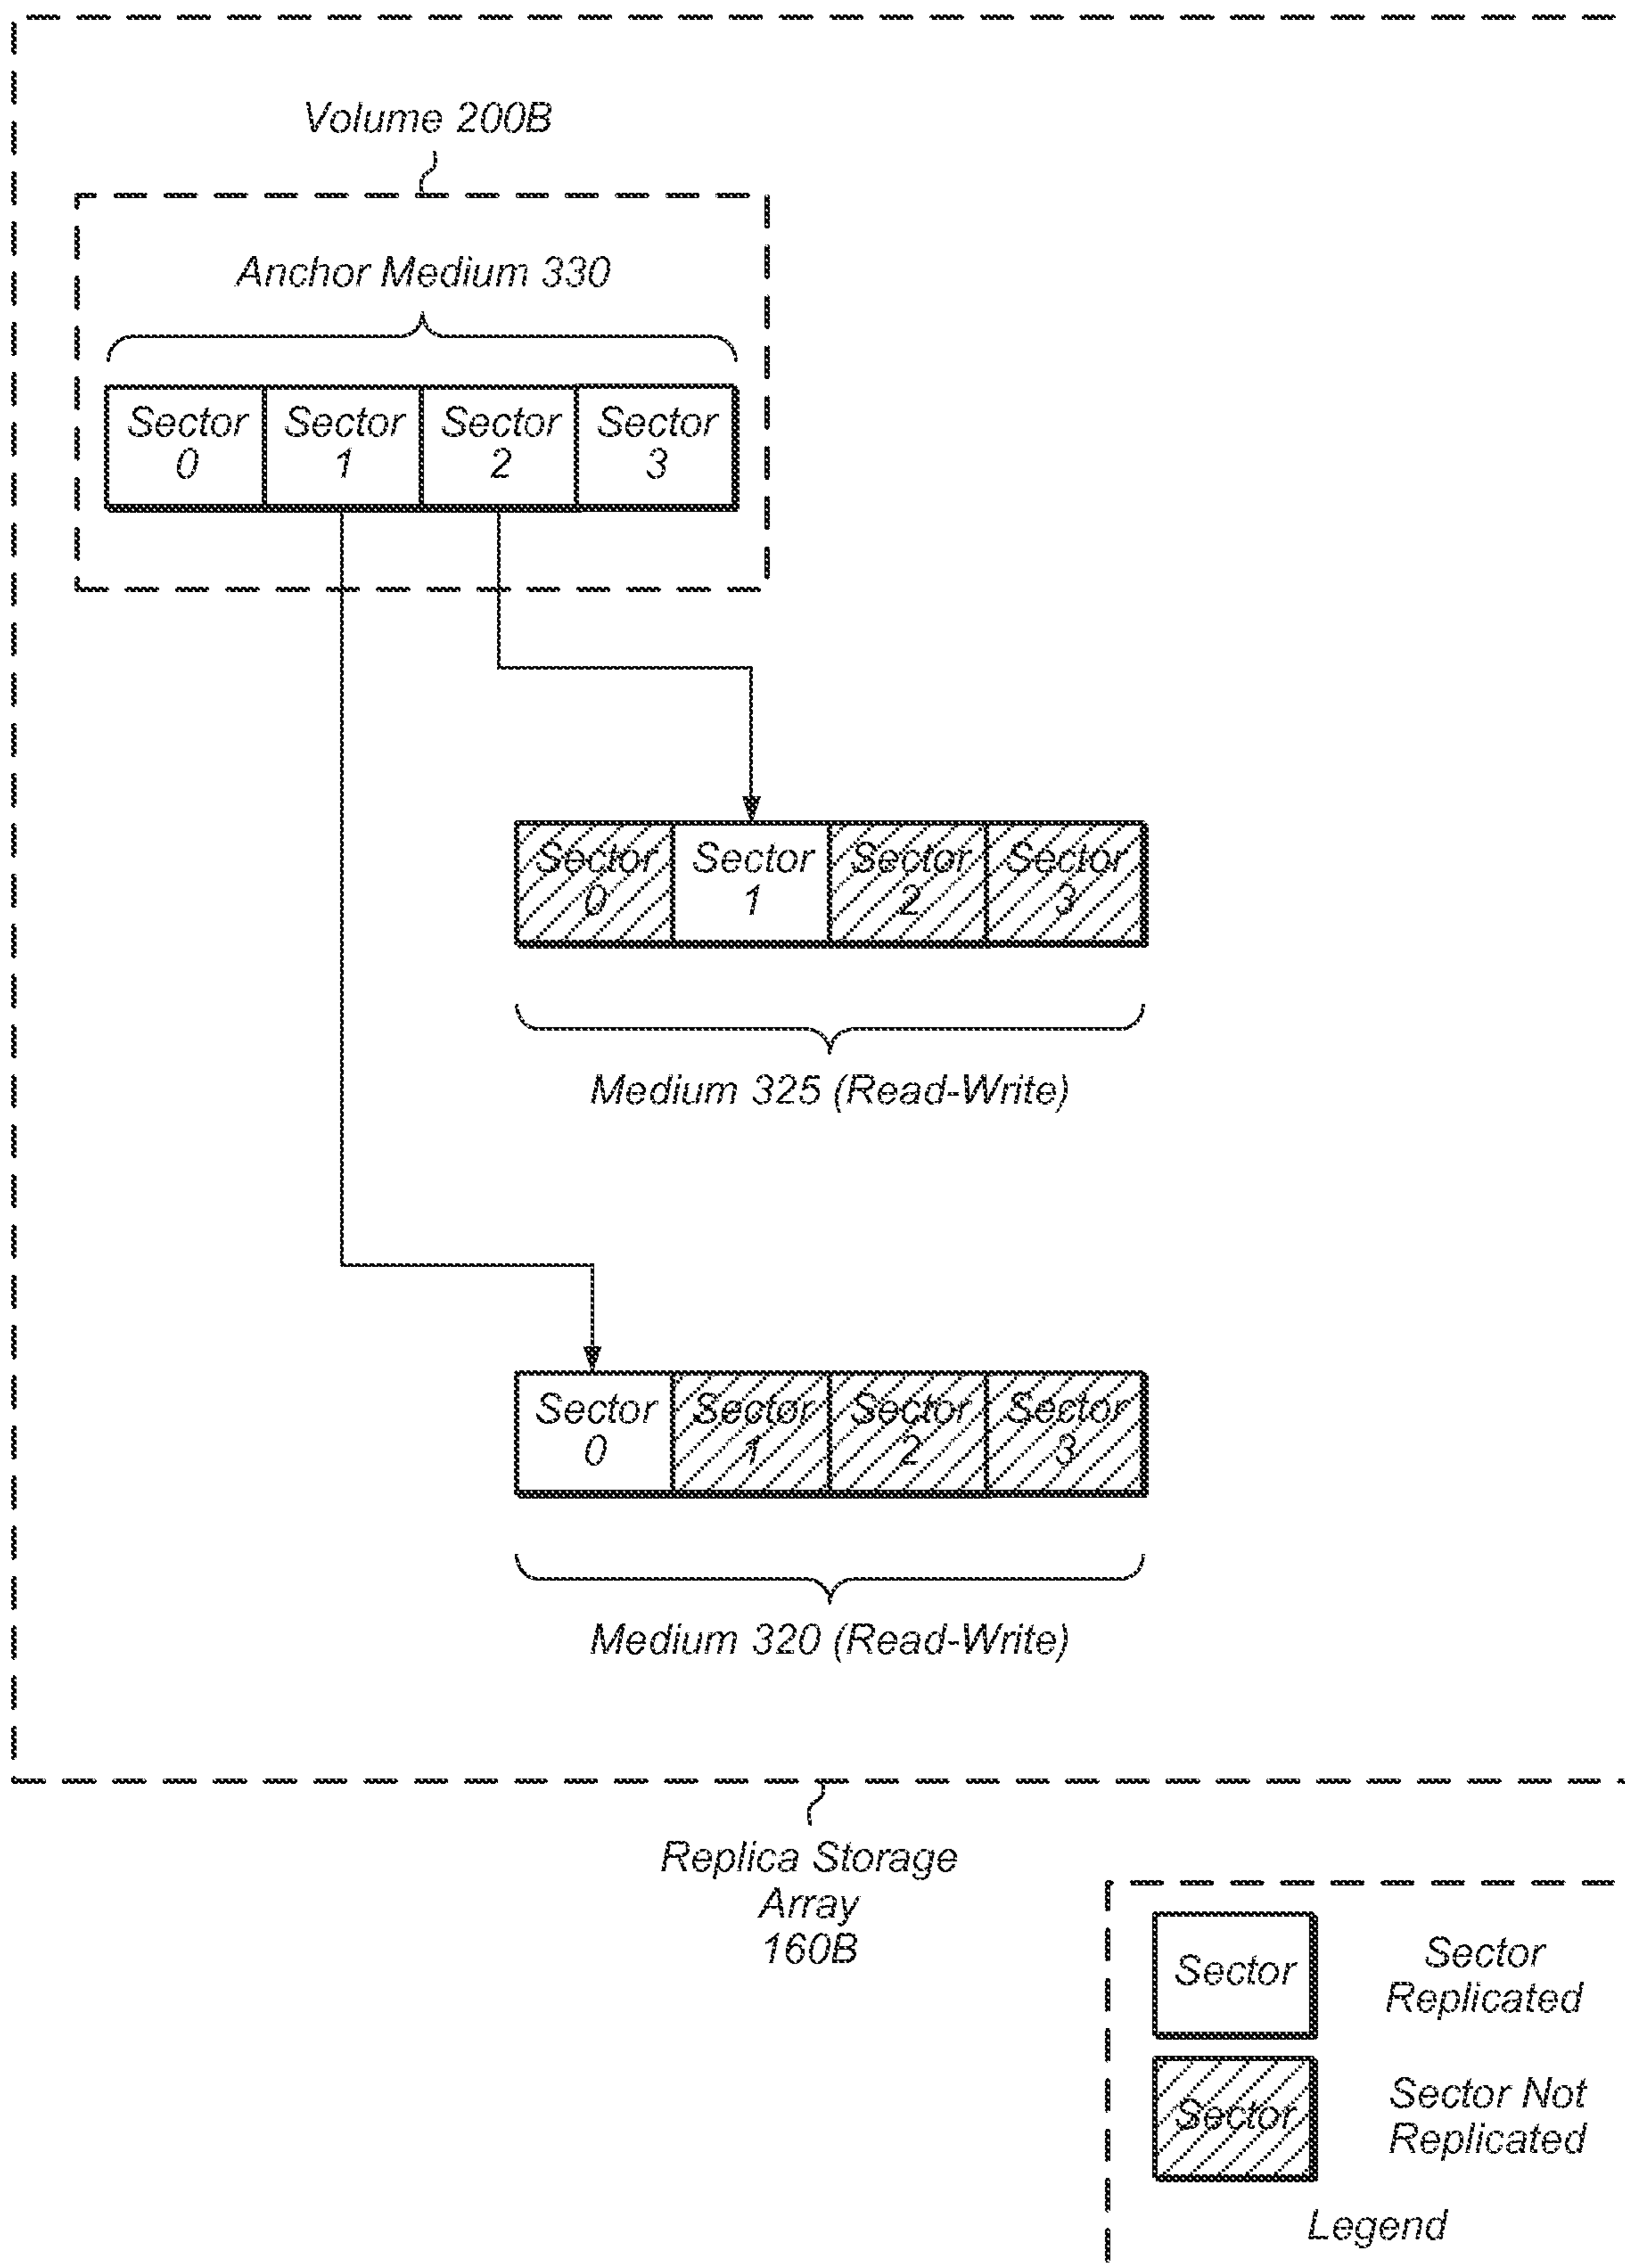 Volume 200B
Anchor Medium 330
Sector Sector Sector Sector
0 1 2 3
Sector Sector Sector Sector
0 1 2 3
Medium 325 (Read-Write)
Sector Sector Sector Sector
0 1 2 3
Medium 320 (Read-Write)
Replica Storage
Array
160B
Sector
Sector
Replicated
Sector
Sector Not
Replicated
Legend